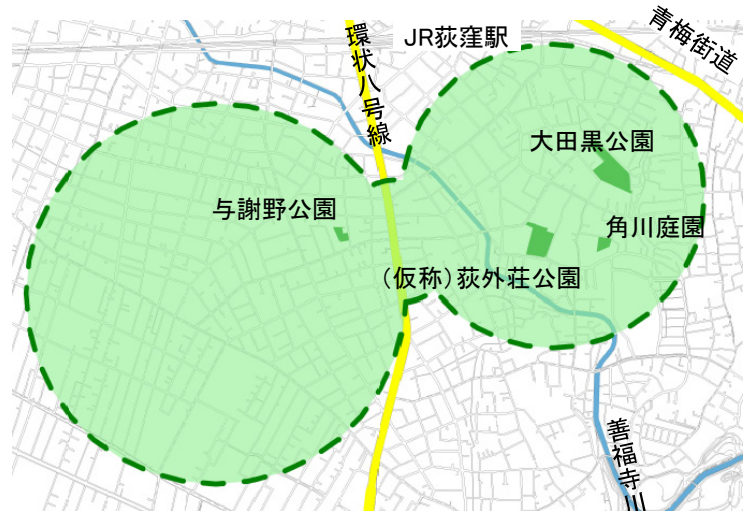 JR荻窪駅
青梅街道
環状八号線
大田黒公園
与謝野公園
角川庭園
(仮称)荻外荘公園
善福寺川